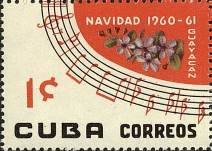 NAVIDAD 1960-61
GUAYACAN
1¢
CUBA CORREOS